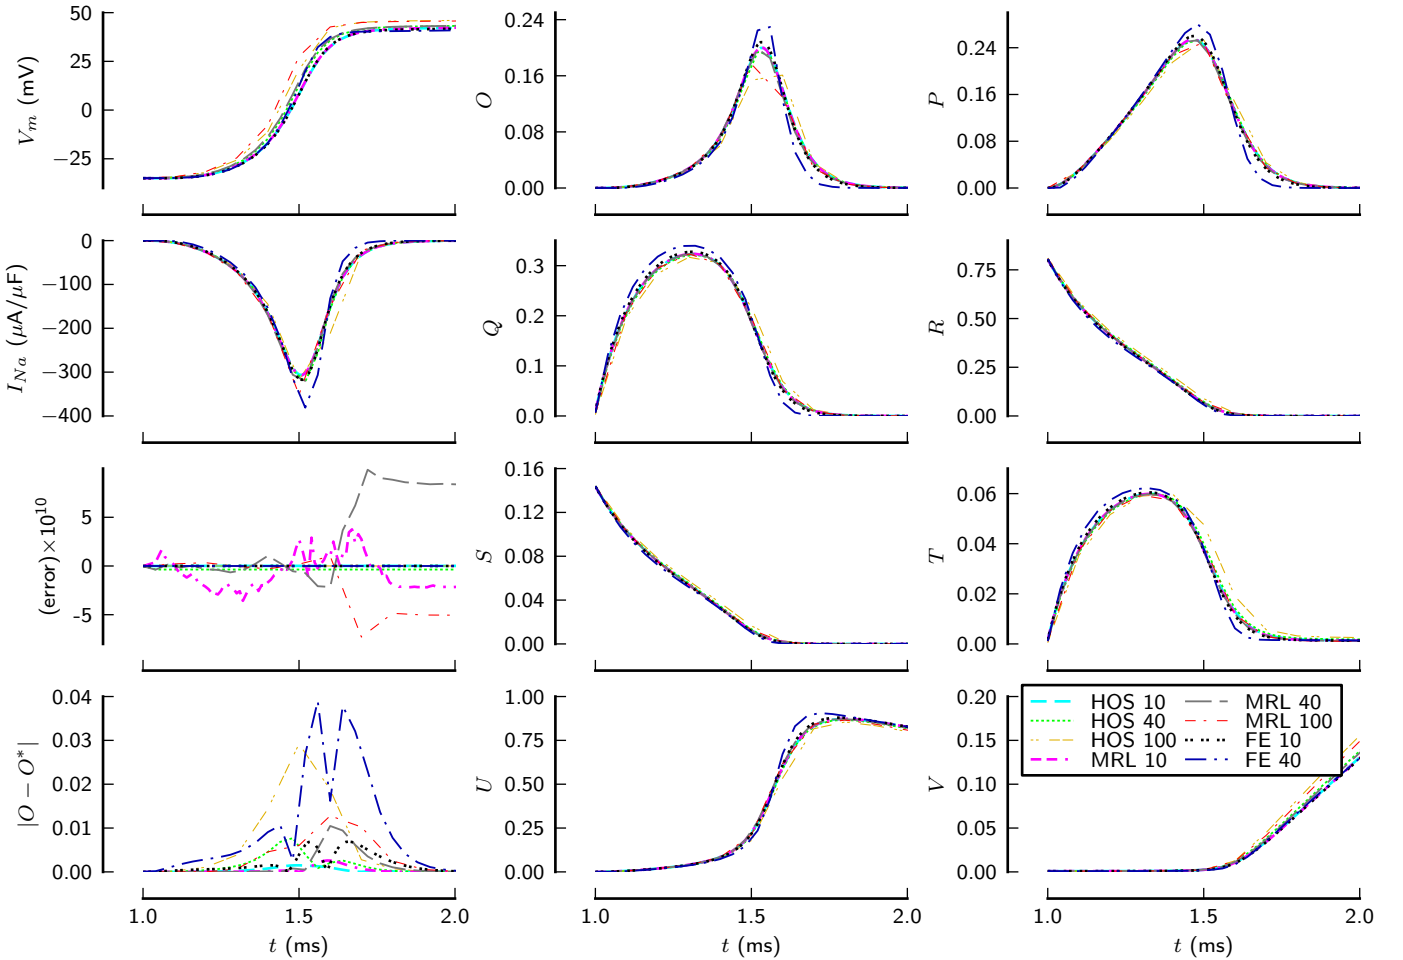 50
25
0
−25
V_m (mV)
0.24
0.16
0.08
0.00
O
0.24
0.16
0.08
0.00
P
0
−100
−200
−300
−400
I_Na (µA/µF)
0.3
0.2
0.1
0.0
Q
0.75
0.50
0.25
0.00
R
5
0
-5
(error)×10^10
0.16
0.12
0.08
0.04
0.00
S
0.06
0.04
0.02
0.00
T
0.04
0.03
0.02
0.01
0.00
|O − O*|
1.0 1.5 2.0
t (ms)
1.00
0.75
0.50
0.25
0.00
U
1.0 1.5 2.0
t (ms)
0.20
0.15
0.10
0.05
0.00
V
HOS 10 MRL 40
HOS 40 MRL 100
HOS 100 FE 10
MRL 10 FE 40
1.0 1.5 2.0
t (ms)